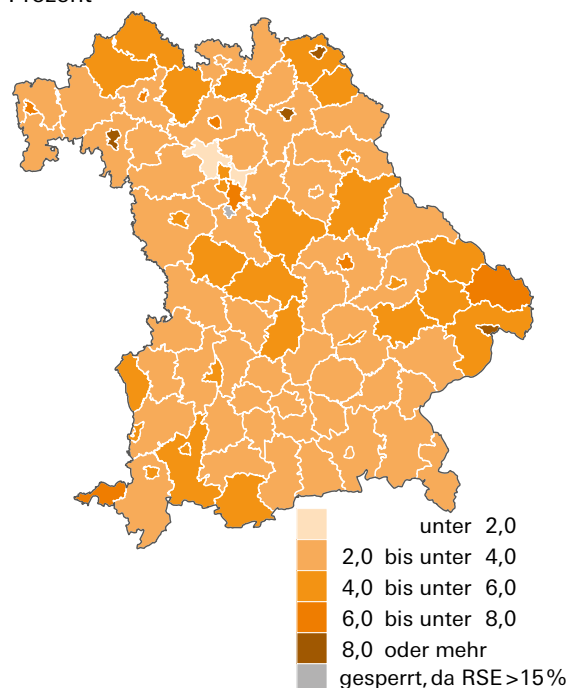 Prozent
unter 2,0
2,0 bis unter 4,0
4,0 bis unter 6,0
6,0 bis unter 8,0
8,0 oder mehr
gesperrt, da RSE > 15 %